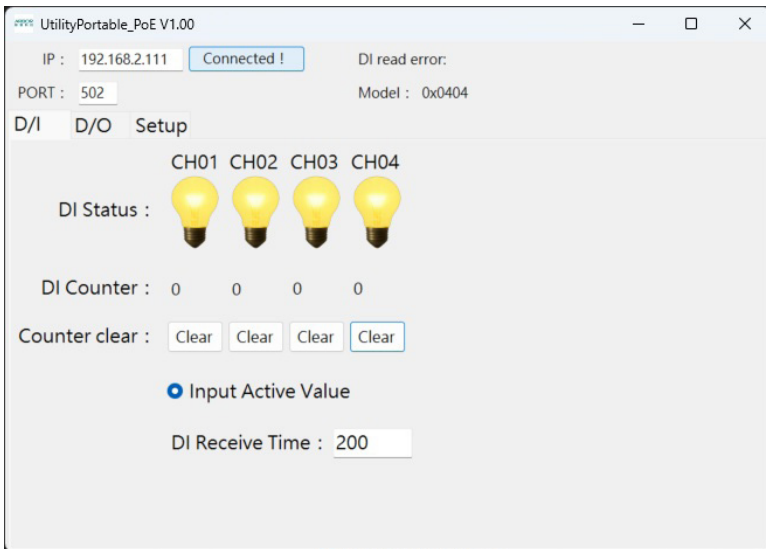 UtilityPortable_PoE V1.00
IP : 192.168.2.111 Connected ! DI read error:
PORT : 502 Model : 0x0404
D/I D/O Setup
CH01 CH02 CH03 CH04
DI Status :
DI Counter : 0 0 0 0
Counter clear : Clear Clear Clear Clear
Input Active Value
DI Receive Time : 200